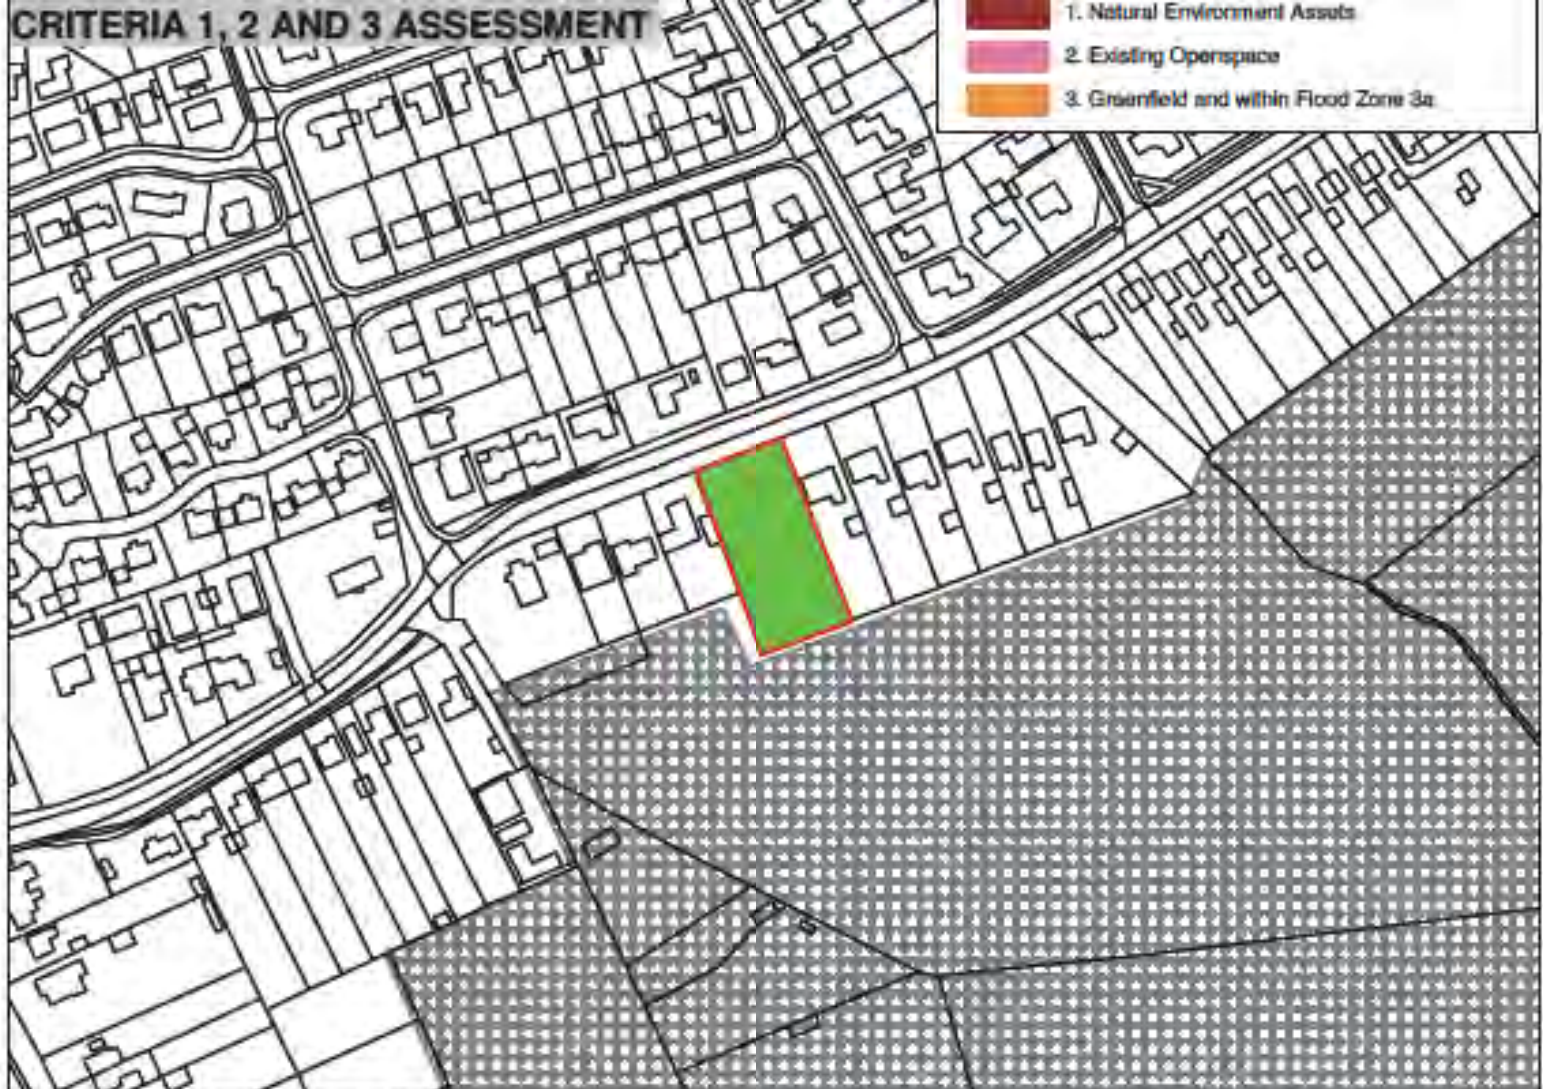 CRITERIA 1, 2 AND 3 ASSESSMENT
1. Natural Environment Assets
2. Existing Openspace
3. Greenfield and within Flood Zone 3a